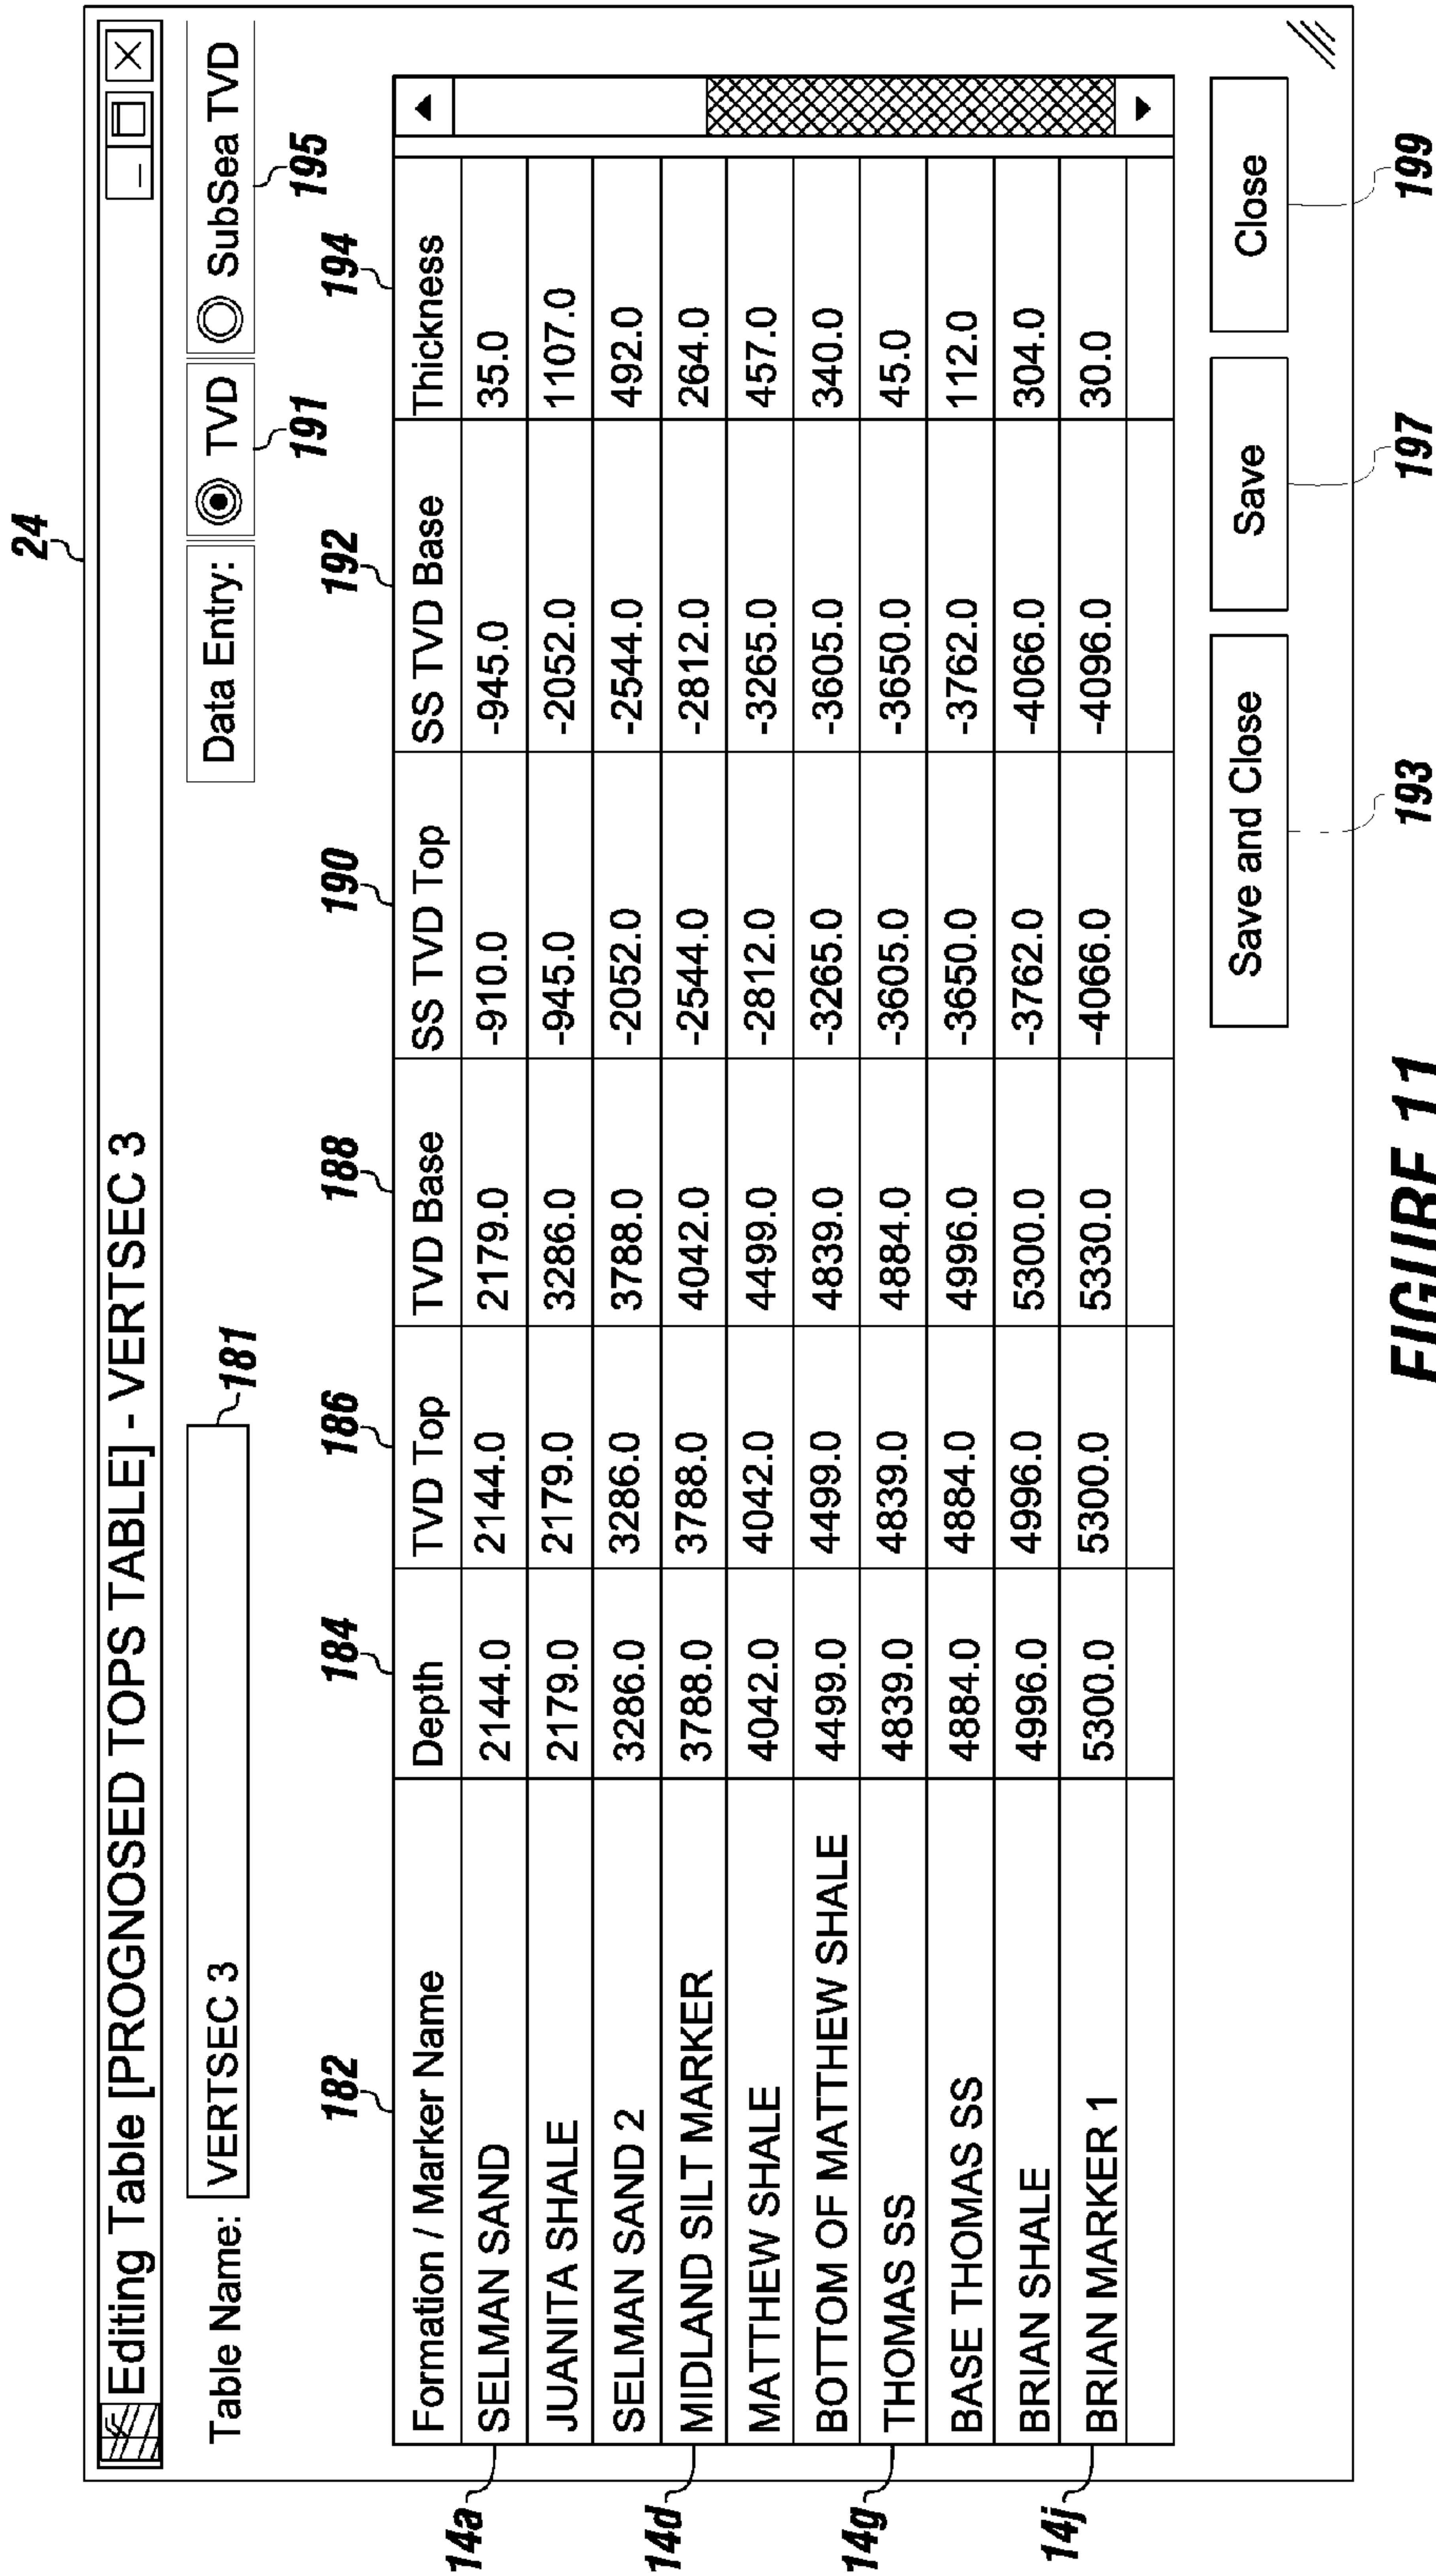 24
Editing Table [PROGNOSED TOPS TABLE] - VERTSEC 3
Table Name: VERTSEC 3 Data Entry: TVD SubSea TVD
181 191 195
182 184 186 188 190 192 194
Formation / Marker Name Depth TVD Top TVD Base SS TVD Top SS TVD Base Thickness
14a SELMAN SAND 2144.0 2144.0 2179.0 -910.0 -945.0 35.0
JUANITA SHALE 2179.0 2179.0 3286.0 -945.0 -2052.0 1107.0
SELMAN SAND 2 3286.0 3286.0 3788.0 -2052.0 -2544.0 492.0
14d MIDLAND SILT MARKER 3788.0 3788.0 4042.0 -2544.0 -2812.0 264.0
MATTHEW SHALE 4042.0 4042.0 4499.0 -2812.0 -3265.0 457.0
BOTTOM OF MATTHEW SHALE 4499.0 4499.0 4839.0 -3265.0 -3605.0 340.0
14g THOMAS SS 4839.0 4839.0 4884.0 -3605.0 -3650.0 45.0
BASE THOMAS SS 4884.0 4884.0 4996.0 -3650.0 -3762.0 112.0
BRIAN SHALE 4996.0 4996.0 5300.0 -3762.0 -4066.0 304.0
14j BRIAN MARKER 1 5300.0 5300.0 5330.0 -4066.0 -4096.0 30.0
Save and Close Save Close
193 197 199
FIGURE 11